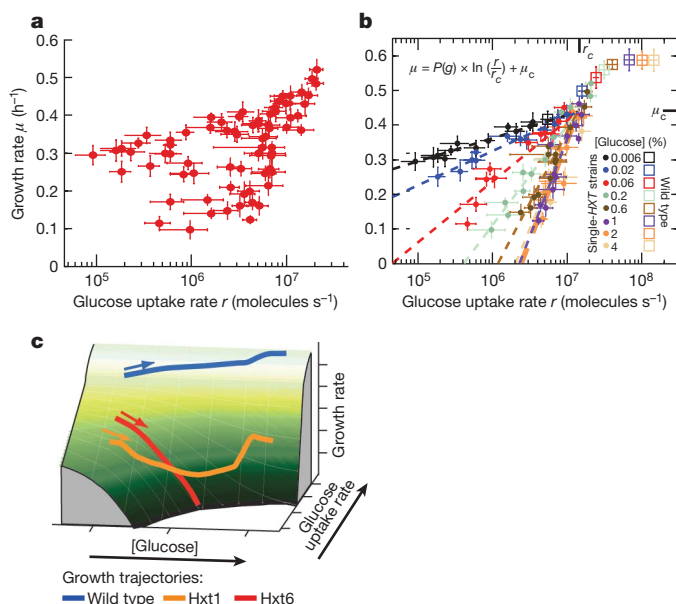 a
Growth rate μ (h⁻¹)
0.6
0.5
0.4
0.3
0.2
0.1
0
10⁵
10⁶
10⁷
Glucose uptake rate r (molecules s⁻¹)
b
μ = P(g) × ln (r/r_c) + μ_c
r_c
μ_c
0.6
0.5
0.4
0.3
0.2
0.1
0
[Glucose] (%)
0.006
0.02
0.06
0.2
0.6
1
2
4
Single-HXT strains
Wild type
10⁵
10⁶
10⁷
10⁸
Glucose uptake rate r (molecules s⁻¹)
c
Growth rate
Glucose
uptake rate
[Glucose]
Growth trajectories:
Wild type Hxt1 Hxt6